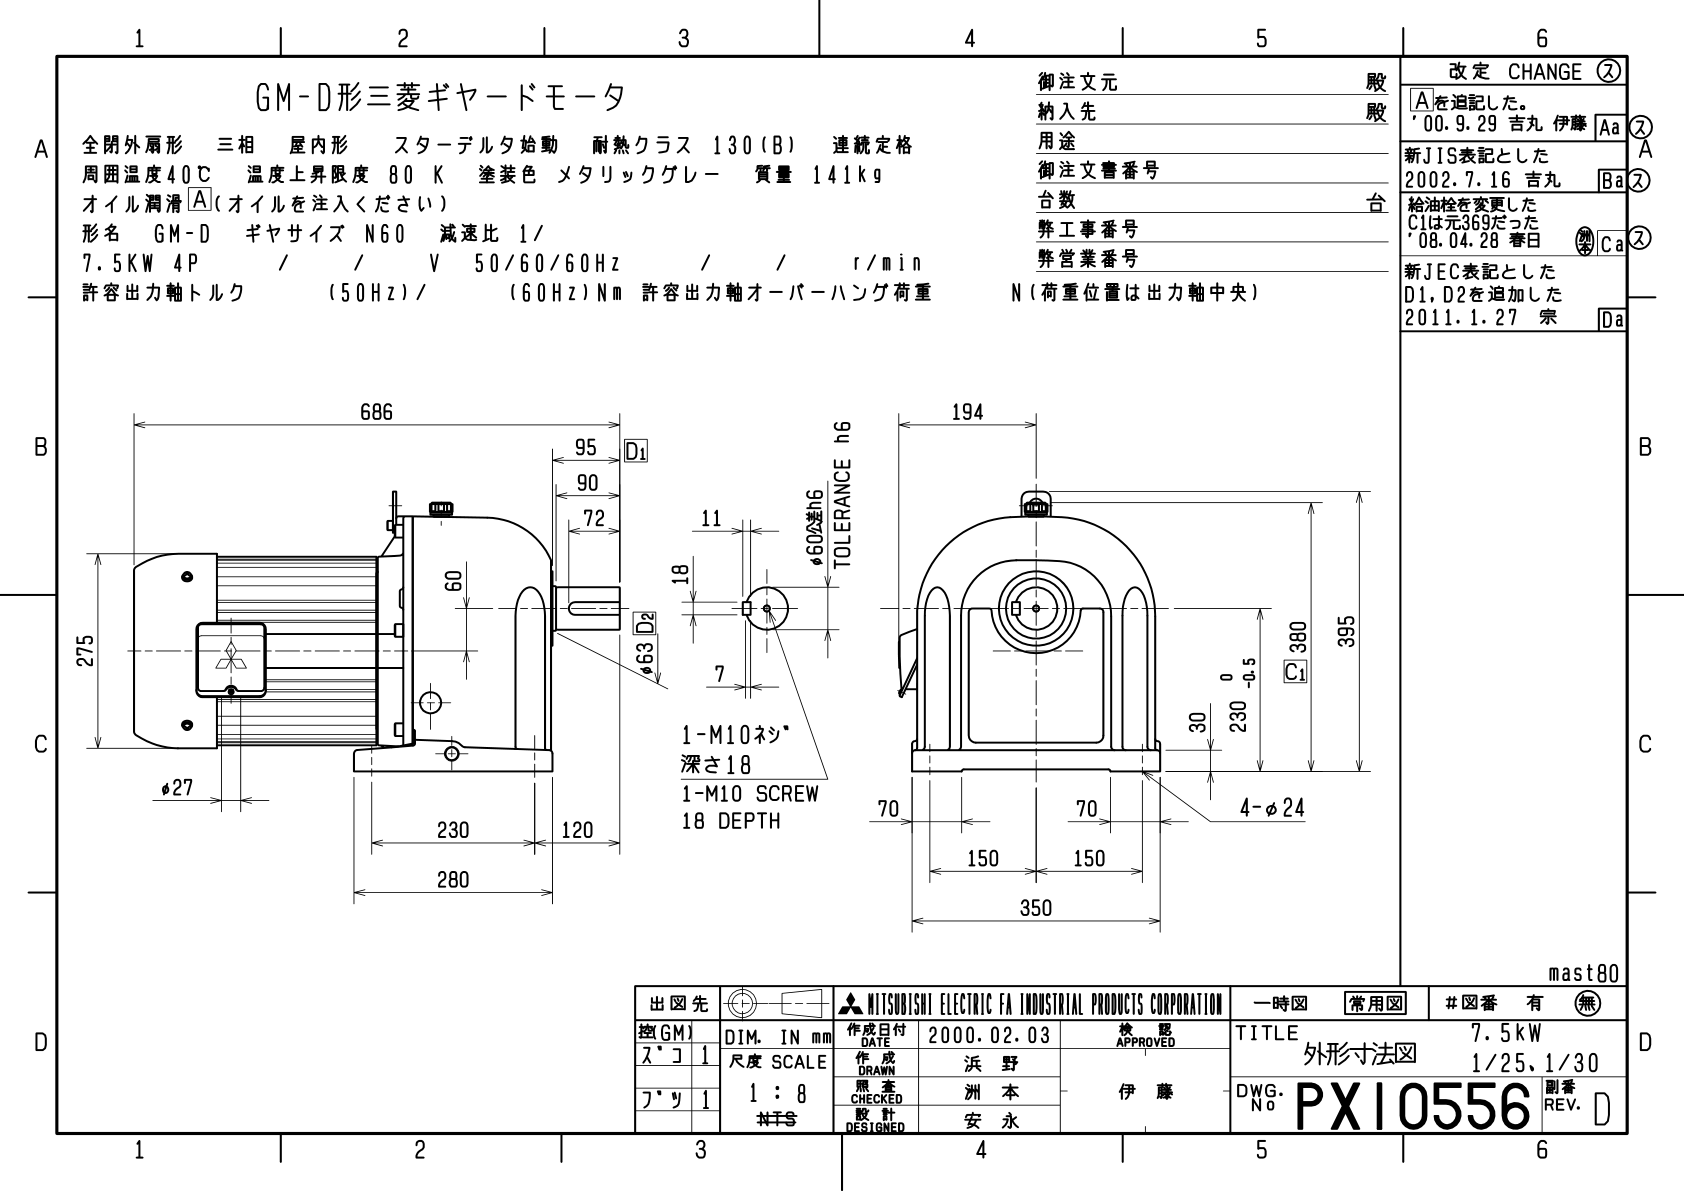 1 2 3 4 5 6
GM-D形三菱ギヤードモータ
全閉外扇形 三相 屋内形 スターデルタ始動 耐熱クラス 130(B) 連続定格
周囲温度40℃ 温度上昇限度 80 K 塗装色 メタリックグレー 質量 141kg
オイル潤滑 A (オイルを注入ください)
形名 GM-D ギヤサイズ N60 減速比 1/
7.5KW 4P / / V 50/60/60Hz / / r/min
許容出力軸トルク (50Hz)/ (60Hz)Nm 許容出力軸オーバーハング荷重 N(荷重位置は出力軸中央)
御注文元 殿
納入先 殿
用途
御注文書番号
台数 台
弊工事番号
弊営業番号
改定 CHANGE ス
Aを追記した。
'00.9.29 吉丸 伊藤 Aa ス
新JIS表記とした
2002.7.16 吉丸 Ba ス
給油栓を変更した
C1は元369だった
'08.04.28 春日 洲本 Ca ス
新JEC表記とした
D1,D2を追加した
2011.1.27 宗 Da
A
A
B
B
C
C
D
D
686
95 D1
90
72
60
275
φ63 D2
φ27
230 120
280
11
18
7
φ60公差h6
TOLERANCE h6
1-M10ネジ
深さ18
1-M10 SCREW
18 DEPTH
194
395
380
C1
230 0 -0.5
30
4-φ24
70 70
150 150
350
mast80
出図先
控(GM)
ズコ 1
ブツ 1
DIM. IN mm
尺度 SCALE
1 : 8
NTS
MITSUBISHI ELECTRIC FA INDUSTRIAL PRODUCTS CORPORATION
作成日付 DATE 2000.02.03
検認 APPROVED
作成 DRAWN 浜野
照査 CHECKED 洲本
伊藤
設計 DESIGNED 安永
一時図 常用図 #図番 有 無
TITLE 7.5kW
外形寸法図 1/25、1/30
DWG. No PX10556 副番 REV. D
1 2 3 4 5 6